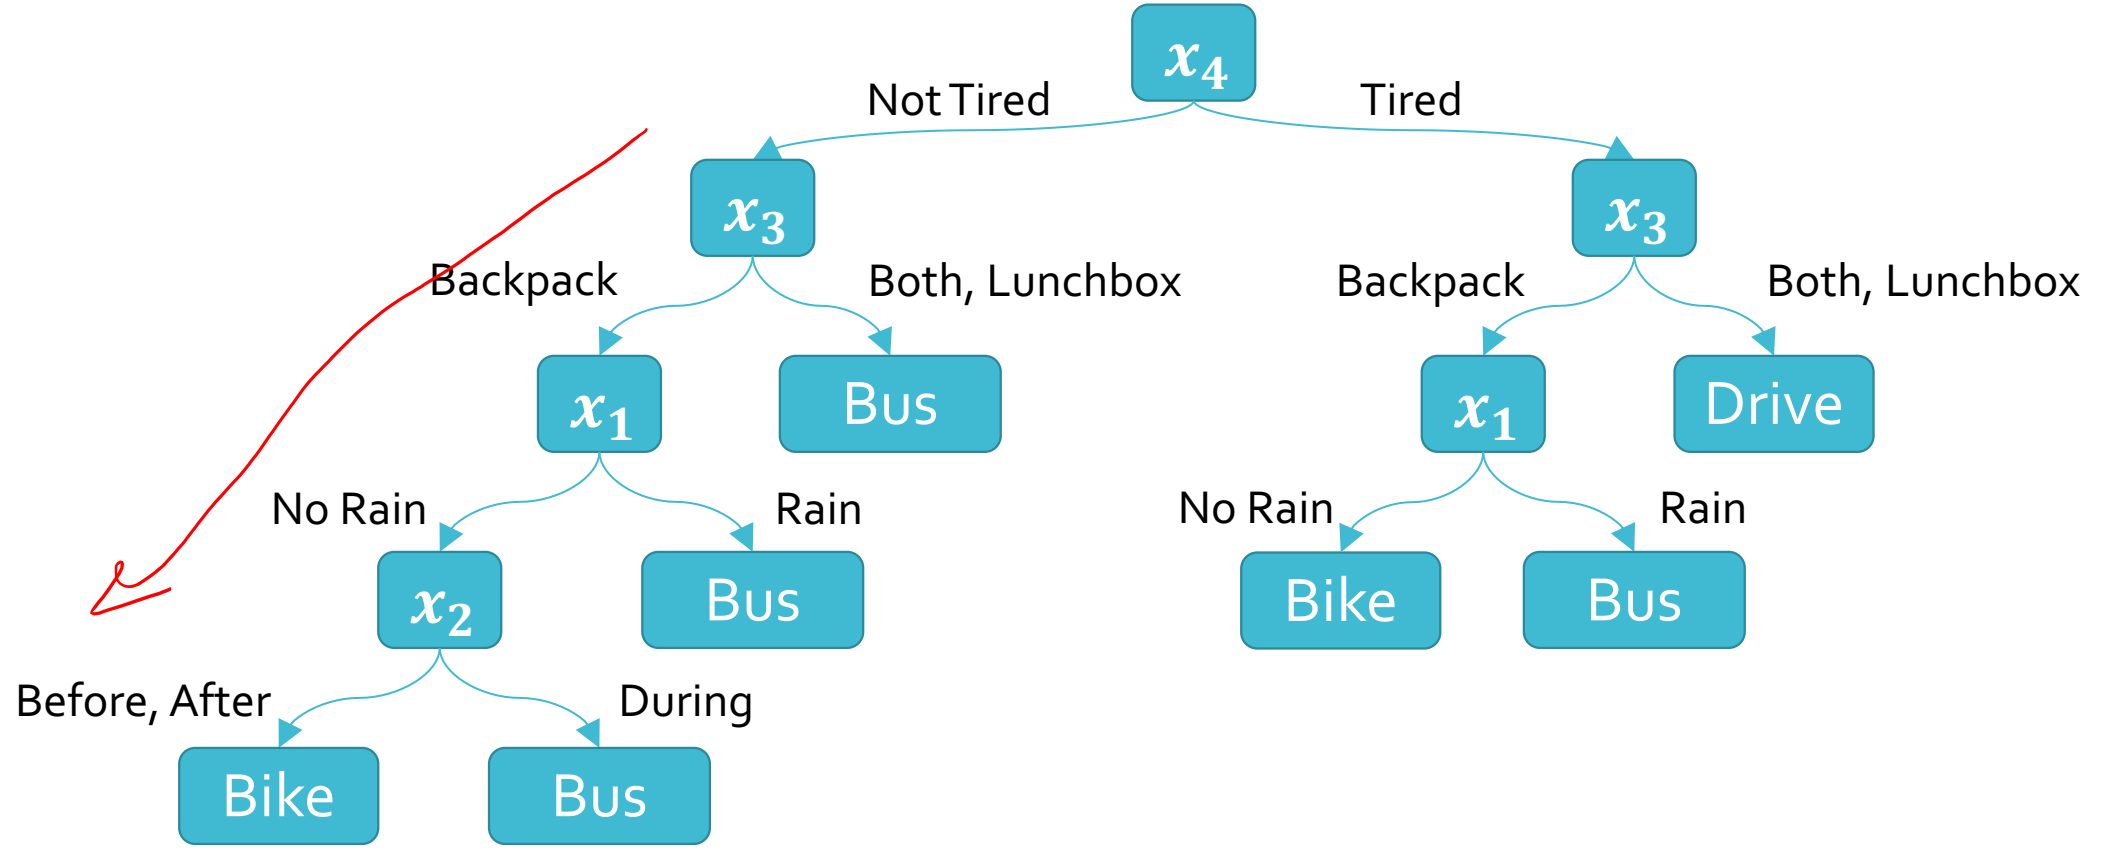 x₄
Not Tired Tired
x₃ x₃
Backpack Both, Lunchbox Backpack Both, Lunchbox
x₁ Bus x₁ Drive
No Rain Rain No Rain Rain
x₂ Bus Bike Bus
Before, After During
Bike Bus